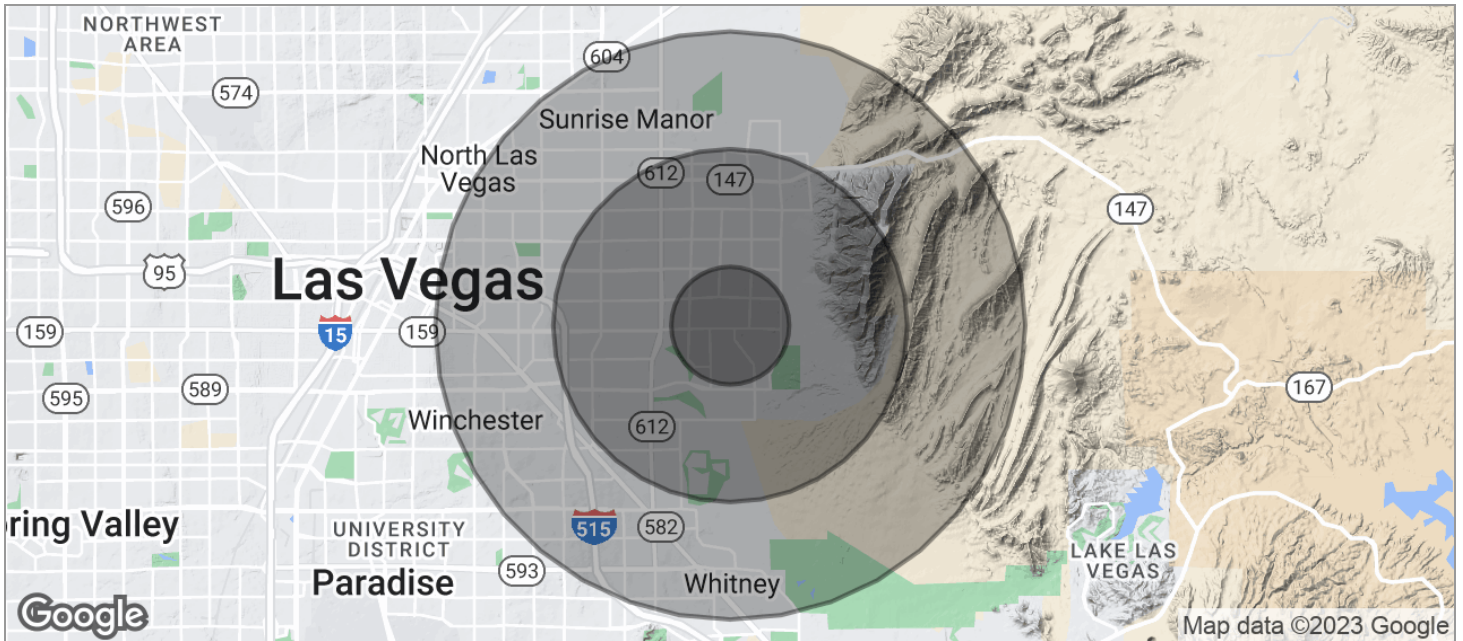 NORTHWEST
AREA
604
574
Sunrise Manor
North Las
Vegas
612
147
596
147
95
Las Vegas
159
15
159
589
595
167
Winchester
612
ring Valley
UNIVERSITY
DISTRICT
515
582
593
Paradise
Whitney
LAKE LAS
VEGAS
Google
Map data ©2023 Google